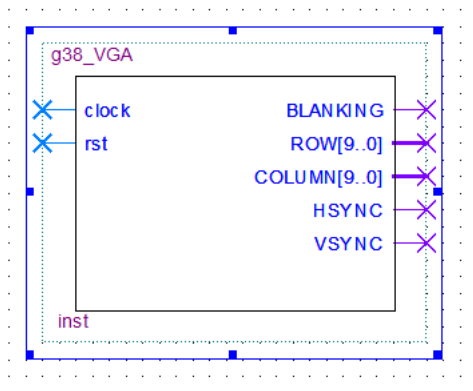 g38_VGA
clock BLANKING
rst ROW[9..0]
COLUMN[9..0]
HSYNC
VSYNC
inst